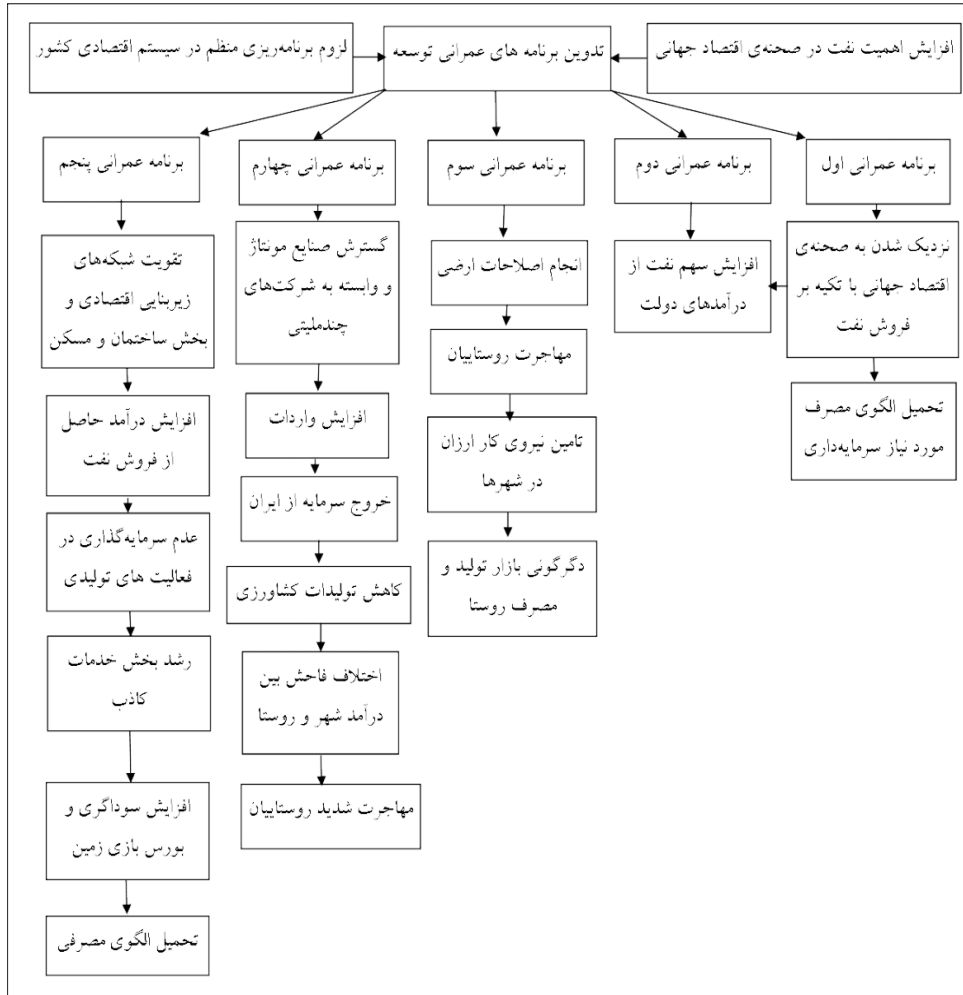 افزایش اهمیت نفت در صحنه‌ی اقتصاد جهانی
تدوین برنامه های عمرانی توسعه
لزوم برنامه‌ریزی منظم در سیستم اقتصادی کشور
برنامه عمرانی اول
نزدیک شدن به صحنه‌ی
اقتصاد جهانی با تکیه بر
فروش نفت
تحمیل الگوی مصرف
مورد نیاز سرمایه‌داری
برنامه عمرانی دوم
افزایش سهم نفت از
درآمدهای دولت
برنامه عمرانی سوم
انجام اصلاحات ارضی
مهاجرت روستاییان
تامین نیروی کار ارزان
در شهرها
دگرگونی بازار تولید و
مصرف روستا
برنامه عمرانی چهارم
گسترش صنایع مونتاژ
و وابسته به شرکت‌های
چندملیتی
افزایش واردات
خروج سرمایه از ایران
کاهش تولیدات کشاورزی
اختلاف فاحش بین
درآمد شهر و روستا
مهاجرت شدید روستاییان
برنامه عمرانی پنجم
تقویت شبکه‌های
زیربنایی اقتصادی و
بخش ساختمان و مسکن
افزایش درآمد حاصل
از فروش نفت
عدم سرمایه‌گذاری در
فعالیت های تولیدی
رشد بخش خدمات
کاذب
افزایش سوداگری و
بورس بازی زمین
تحمیل الگوی مصرفی